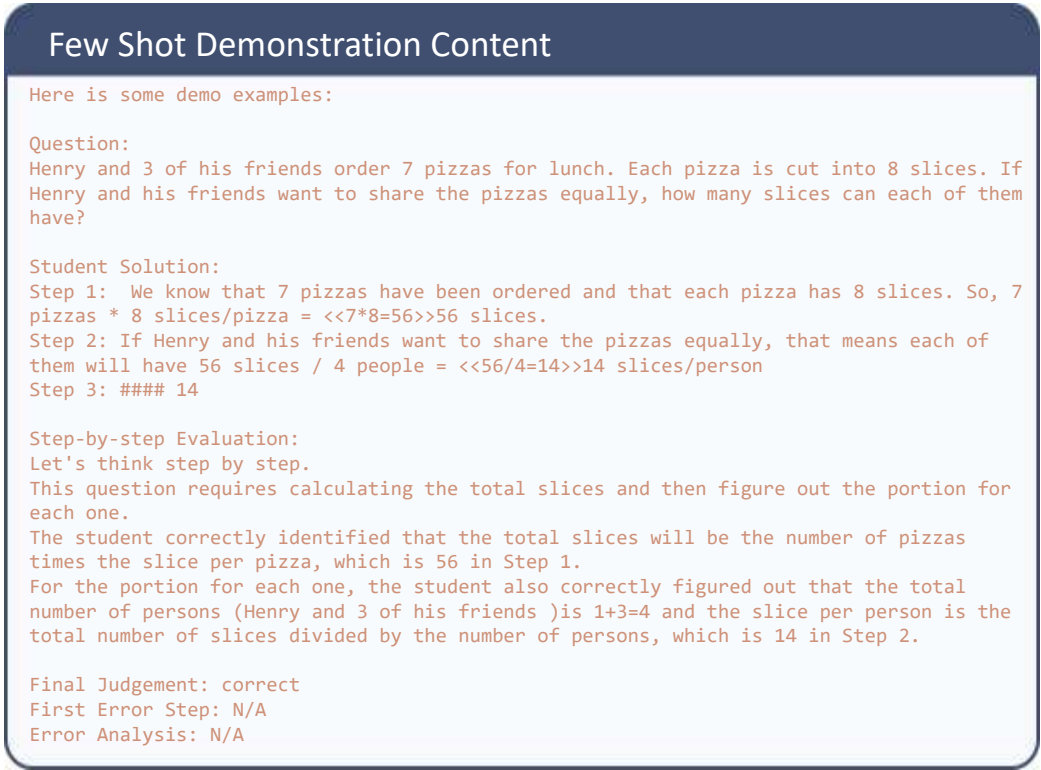 Few Shot Demonstration Content
Here is some demo examples:
Question:
Henry and 3 of his friends order 7 pizzas for lunch. Each pizza is cut into 8 slices. If
Henry and his friends want to share the pizzas equally, how many slices can each of them
have?
Student Solution:
Step 1:  We know that 7 pizzas have been ordered and that each pizza has 8 slices. So, 7
pizzas * 8 slices/pizza = <<7*8=56>>56 slices.
Step 2: If Henry and his friends want to share the pizzas equally, that means each of
them will have 56 slices / 4 people = <<56/4=14>>14 slices/person
Step 3: #### 14
Step-by-step Evaluation:
Let's think step by step.
This question requires calculating the total slices and then figure out the portion for
each one.
The student correctly identified that the total slices will be the number of pizzas
times the slice per pizza, which is 56 in Step 1.
For the portion for each one, the student also correctly figured out that the total
number of persons (Henry and 3 of his friends )is 1+3=4 and the slice per person is the
total number of slices divided by the number of persons, which is 14 in Step 2.
Final Judgement: correct
First Error Step: N/A
Error Analysis: N/A